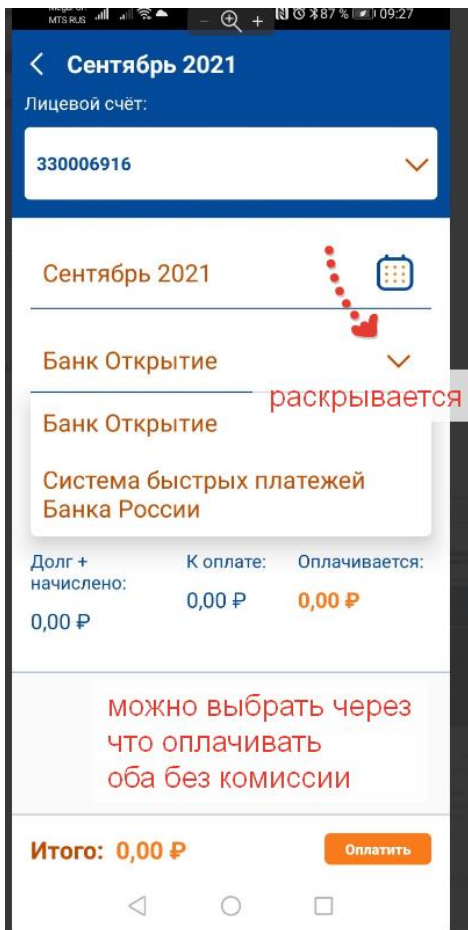 MTS RUS 87 % 09:27
Сентябрь 2021
Лицевой счёт:
330006916
Сентябрь 2021
Банк Открытие
раскрывается
Банк Открытие
Система быстрых платежей
Банка России
Долг +
начислено:
0,00 ₽
К оплате:
0,00 ₽
Оплачивается:
0,00 ₽
можно выбрать через
что оплачивать
оба без комиссии
Итого: 0,00 ₽
Оплатить